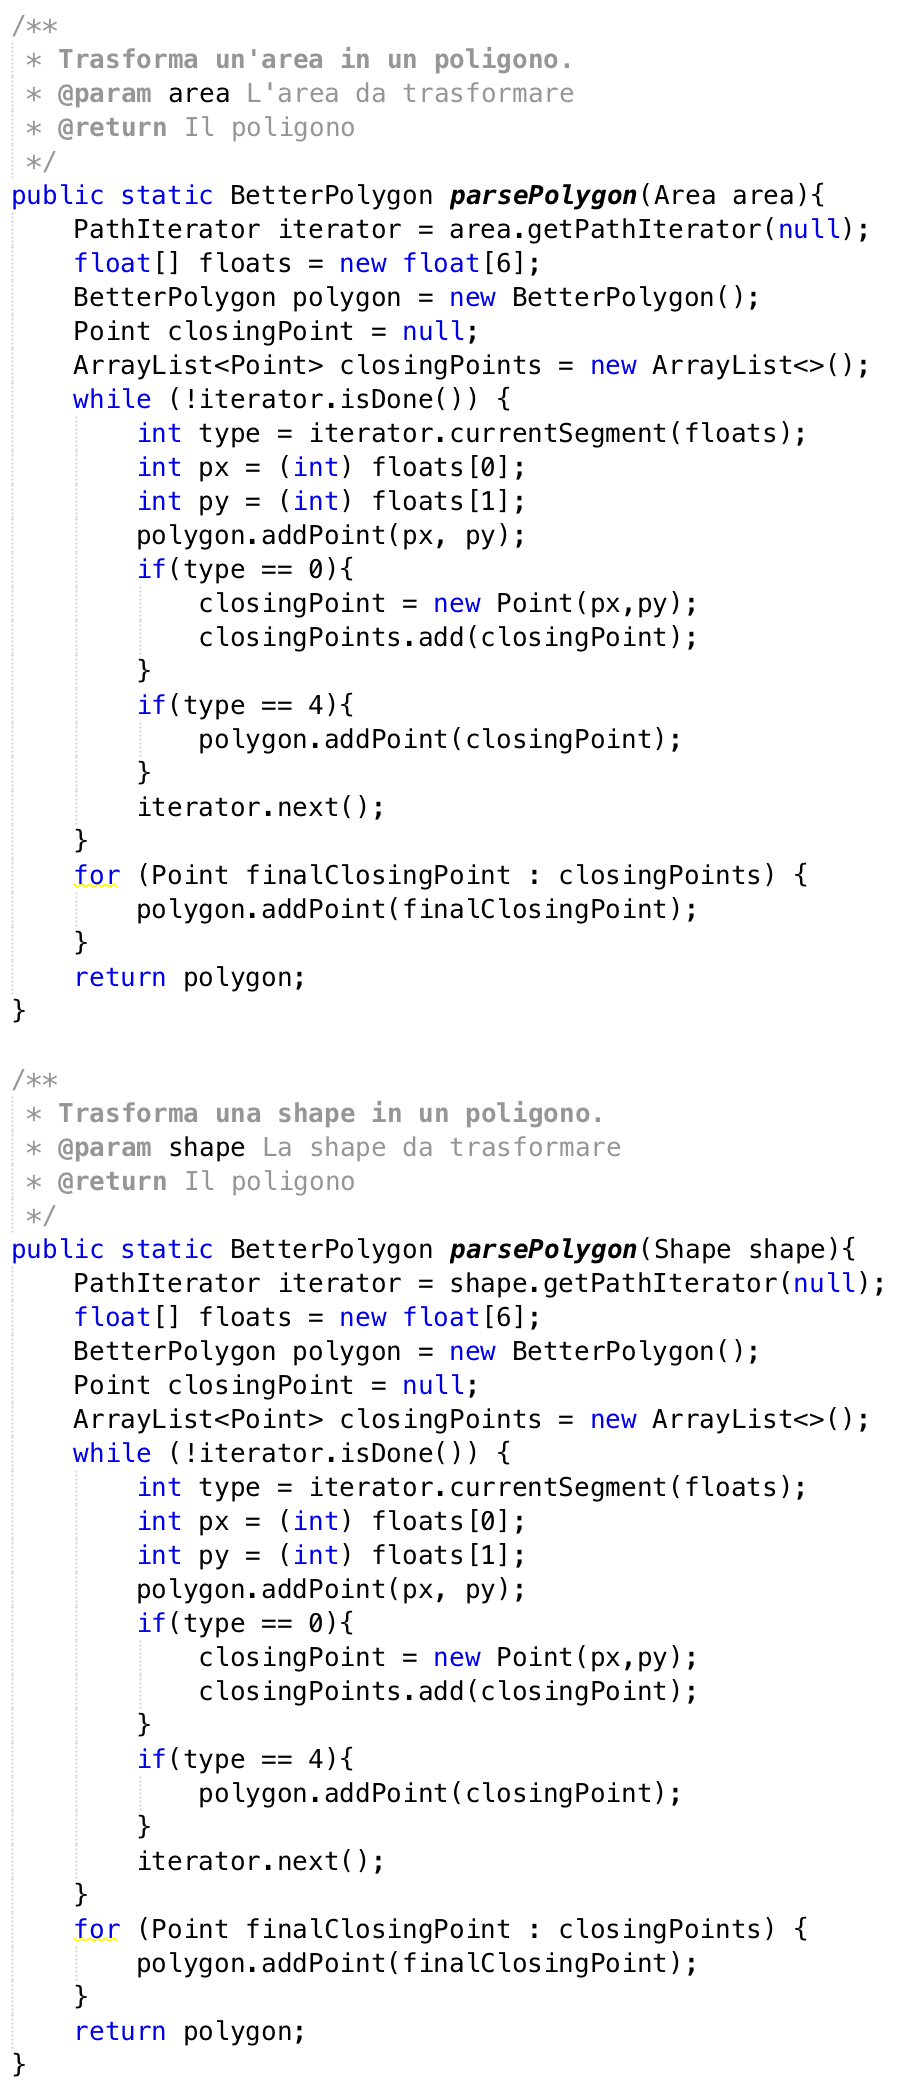 /**
 * Trasforma un'area in un poligono.
 * @param area L'area da trasformare
 * @return Il poligono
 */
public static BetterPolygon parsePolygon(Area area){
    PathIterator iterator = area.getPathIterator(null);
    float[] floats = new float[6];
    BetterPolygon polygon = new BetterPolygon();
    Point closingPoint = null;
    ArrayList<Point> closingPoints = new ArrayList<>();
    while (!iterator.isDone()) {
        int type = iterator.currentSegment(floats);
        int px = (int) floats[0];
        int py = (int) floats[1];
        polygon.addPoint(px, py);
        if(type == 0){
            closingPoint = new Point(px,py);
            closingPoints.add(closingPoint);
        }
        if(type == 4){
            polygon.addPoint(closingPoint);
        }
        iterator.next();
    }
    for (Point finalClosingPoint : closingPoints) {
        polygon.addPoint(finalClosingPoint);
    }
    return polygon;
}

/**
 * Trasforma una shape in un poligono.
 * @param shape La shape da trasformare
 * @return Il poligono
 */
public static BetterPolygon parsePolygon(Shape shape){
    PathIterator iterator = shape.getPathIterator(null);
    float[] floats = new float[6];
    BetterPolygon polygon = new BetterPolygon();
    Point closingPoint = null;
    ArrayList<Point> closingPoints = new ArrayList<>();
    while (!iterator.isDone()) {
        int type = iterator.currentSegment(floats);
        int px = (int) floats[0];
        int py = (int) floats[1];
        polygon.addPoint(px, py);
        if(type == 0){
            closingPoint = new Point(px,py);
            closingPoints.add(closingPoint);
        }
        if(type == 4){
            polygon.addPoint(closingPoint);
        }
        iterator.next();
    }
    for (Point finalClosingPoint : closingPoints) {
        polygon.addPoint(finalClosingPoint);
    }
    return polygon;
}